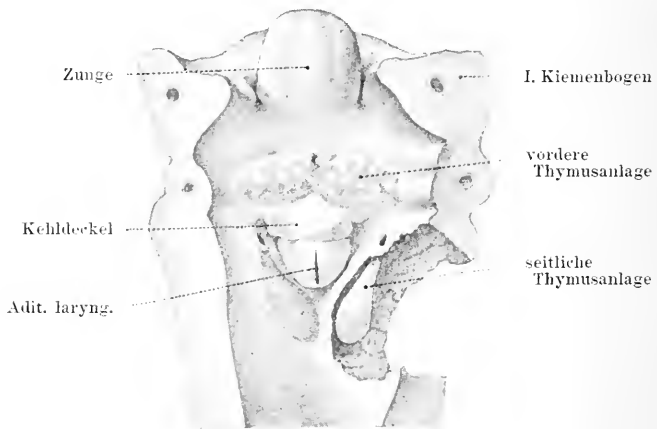 Zunge
I. Kiemenbogen
vordere
Thymusanlage
Kehldeckel
seitliche
Thymusanlage
Adit. laryng.